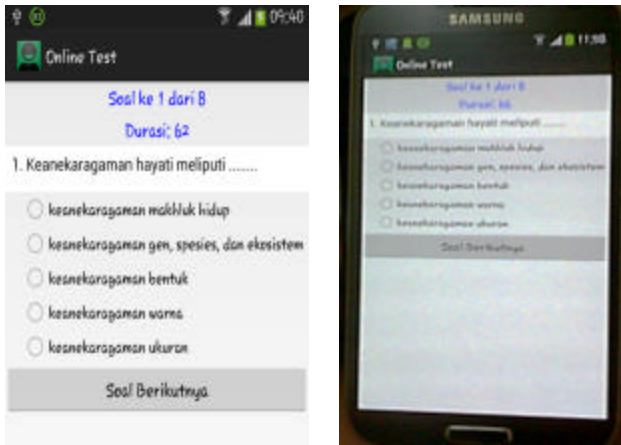 09:40
Online Test
Soal ke 1 dari 8
Durasi: 62
1. Keanekaragaman hayati meliputi .......
keanekaragaman makhluk hidup
keanekaragaman gen, spesies, dan ekosistem
keanekaragaman bentuk
keanekaragaman warna
keanekaragaman ukuran
Soal Berikutnya
SAMSUNG
Online Test
Soal ke 1 dari 8
Durasi: 66
1. Keanekaragaman hayati meliputi .......
keanekaragaman makhluk hidup
keanekaragaman gen, spesies, dan ekosistem
keanekaragaman bentuk
keanekaragaman warna
keanekaragaman ukuran
Soal Berikutnya